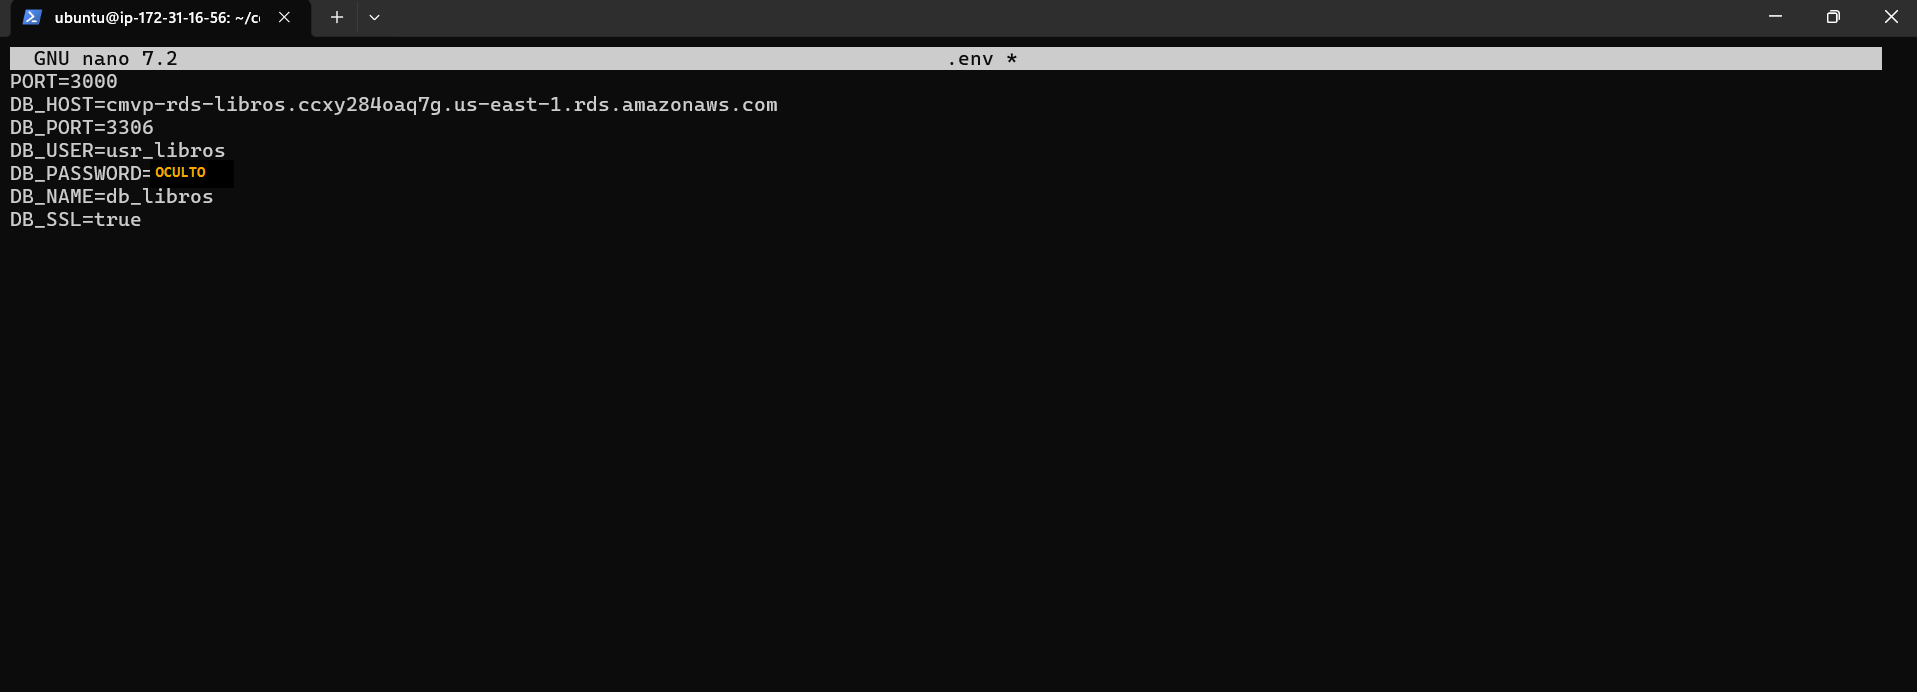 ubuntu@ip-172-31-16-56: ~/c
GNU nano 7.2 .env *
PORT=3000
DB_HOST=cmvp-rds-libros.ccxy284oaq7g.us-east-1.rds.amazonaws.com
DB_PORT=3306
DB_USER=usr_libros
DB_PASSWORD=OCULTO
DB_NAME=db_libros
DB_SSL=true